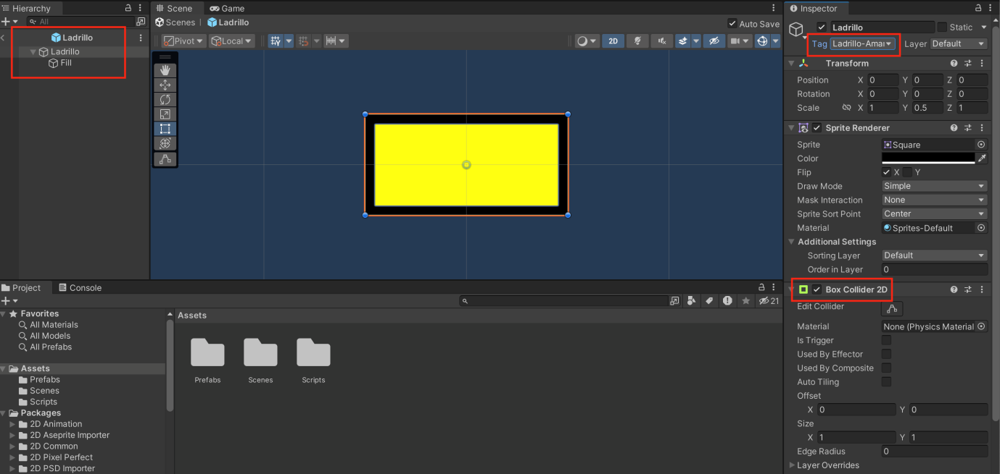 Hierarchy
All
Ladrillo
Ladrillo
Fill
Scene Game
Scenes Ladrillo Auto Save
Pivot Local 2D
Project Console
21
Favorites
All Materials
All Models
All Prefabs
Assets
Prefabs
Scenes
Scripts
Packages
2D Animation
2D Aseprite Importer
2D Common
2D Pixel Perfect
2D PSD Importer
Assets
Prefabs Scenes Scripts
Inspector
Ladrillo Static
Tag Ladrillo-Ama Layer Default
Transform
Position X 0 Y 0 Z 0
Rotation X 0 Y 0 Z 0
Scale X 1 Y 0.5 Z 1
Sprite Renderer
Sprite Square
Color
Flip X Y
Draw Mode Simple
Mask Interaction None
Sprite Sort Point Center
Material Sprites-Default
Additional Settings
Sorting Layer Default
Order in Layer 0
Box Collider 2D
Edit Collider
Material None (Physics Material
Is Trigger
Used By Effector
Used By Composite
Auto Tiling
Offset
X 0 Y 0
Size
X 1 Y 1
Edge Radius 0
Layer Overrides